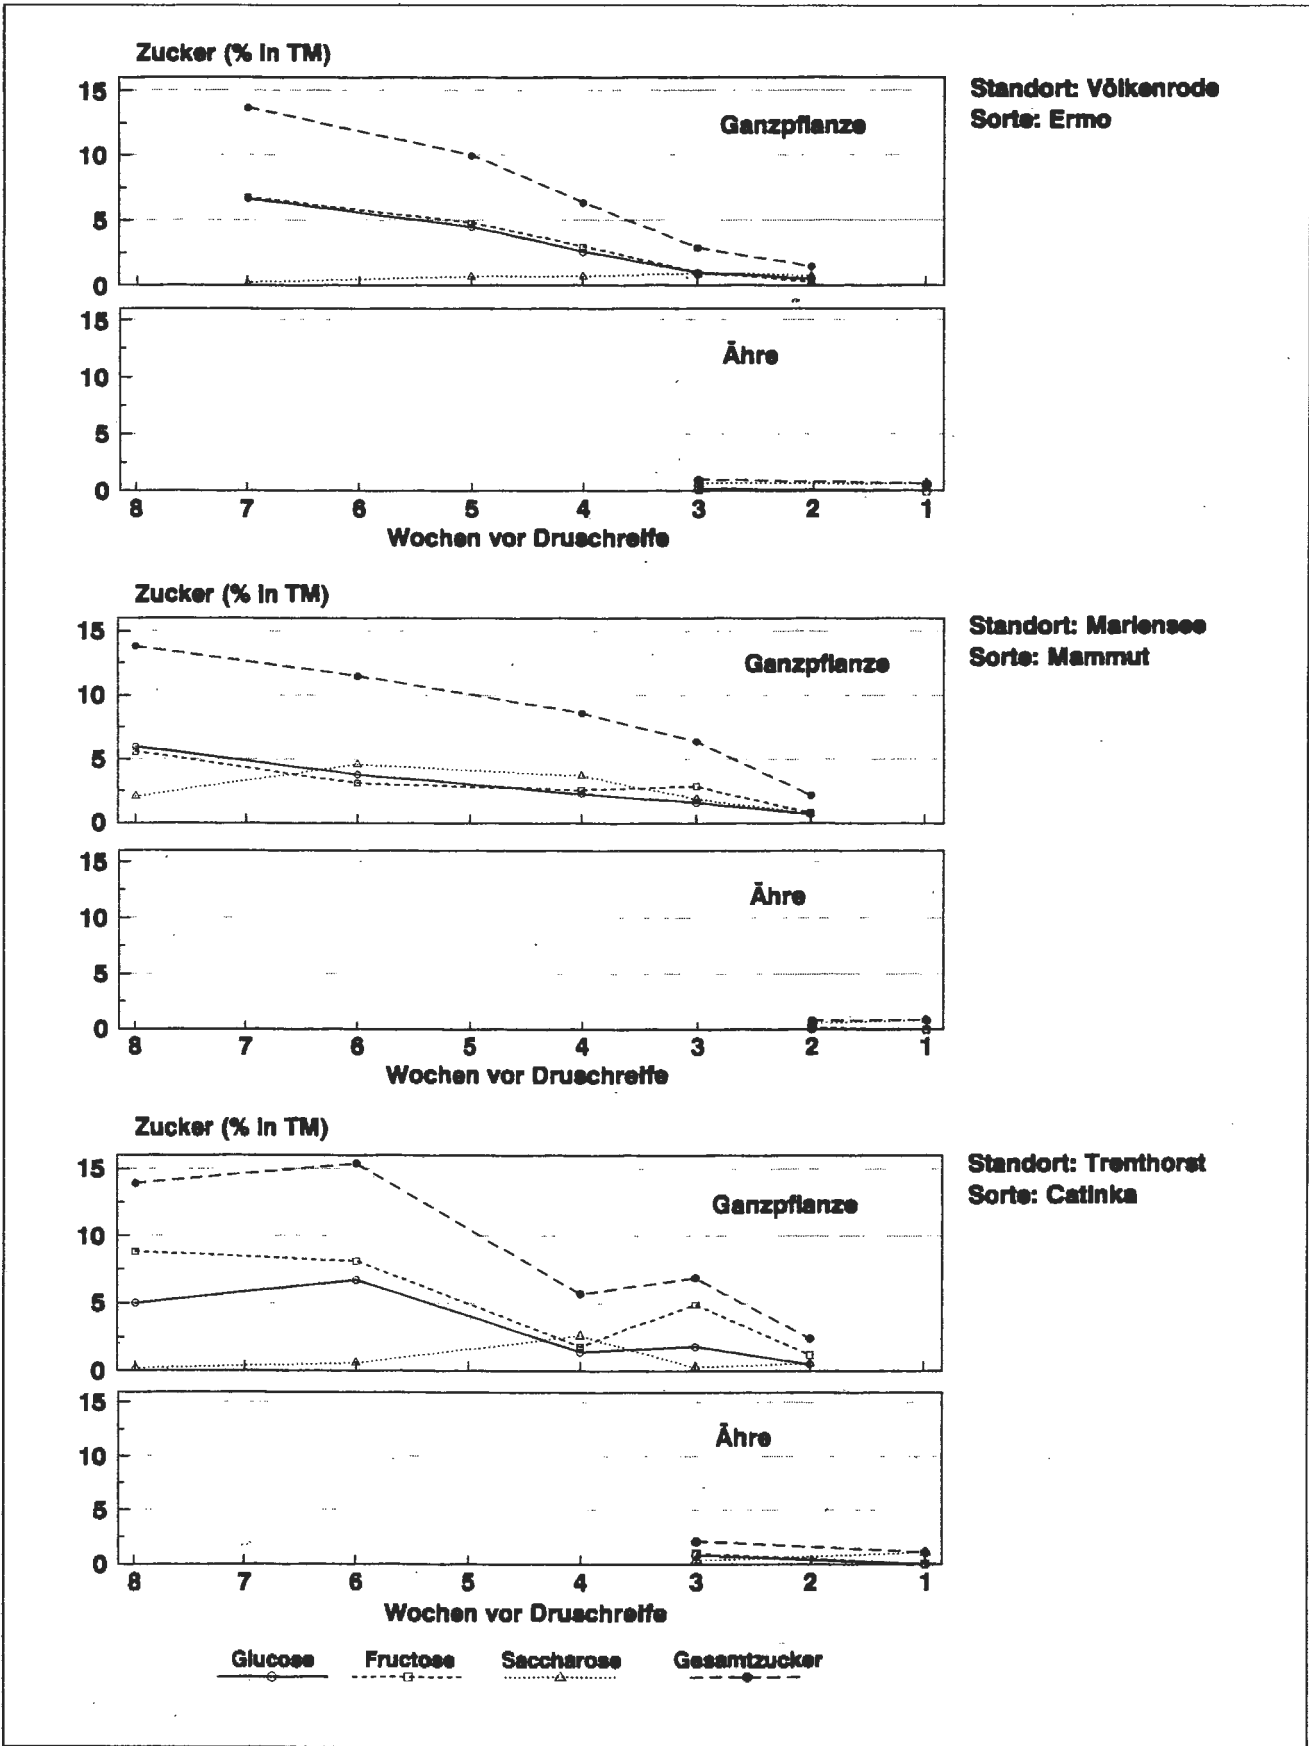 Zucker (% in TM)
15
10
5
0
Ganzpflanze
Standort: Völkenrode
Sorte: Ermo
15
10
5
0
Ähre
8 7 6 5 4 3 2 1
Wochen vor Druschreife
Zucker (% in TM)
15
10
5
0
Ganzpflanze
Standort: Mariensee
Sorte: Mammut
15
10
5
0
Ähre
8 7 6 5 4 3 2 1
Wochen vor Druschreife
Zucker (% in TM)
15
10
5
0
Ganzpflanze
Standort: Trenthorst
Sorte: Catinka
15
10
5
0
Ähre
8 7 6 5 4 3 2 1
Wochen vor Druschreife
Glucose Fructose Saccharose Gesamtzucker